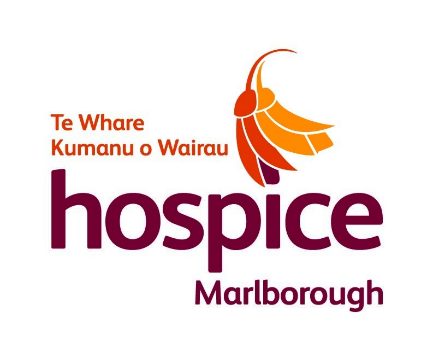 Te Whare
Kumanu o Wairau
hospice
Marlborough